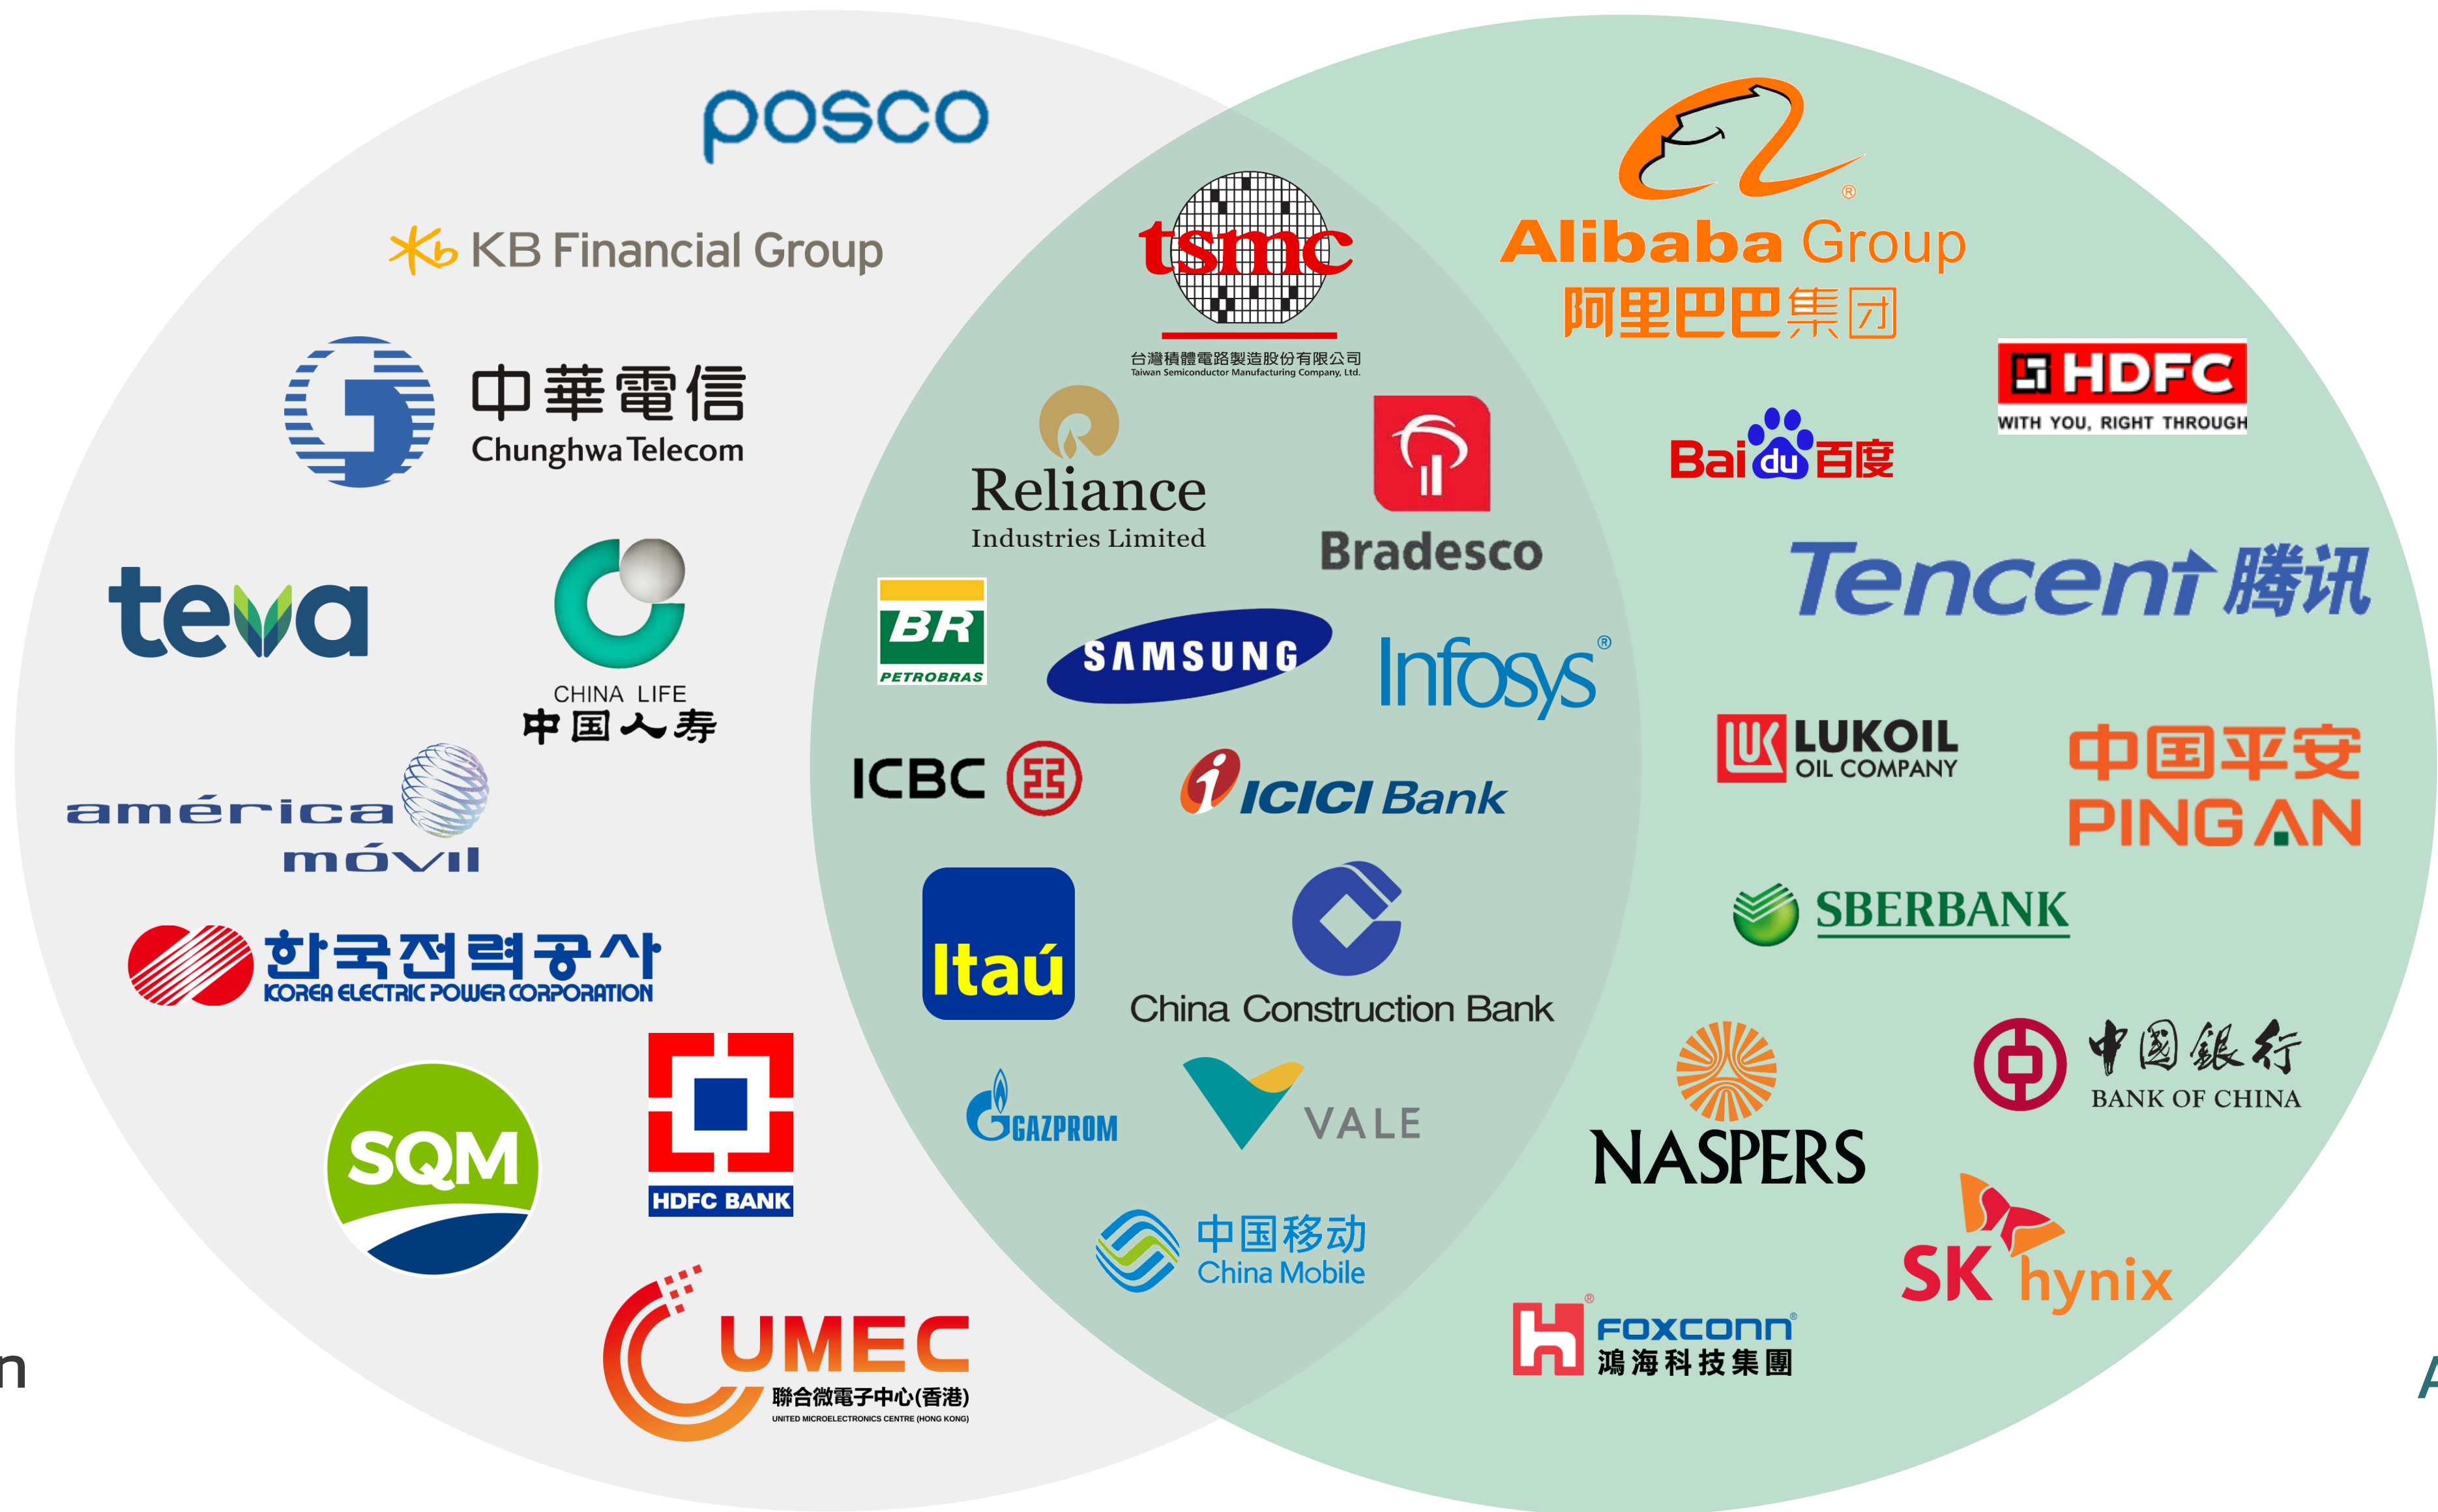 posco
KB Financial Group
中華電信
Chunghwa Telecom
teva
CHINA LIFE
中国人寿
américa
móvil
한국전력공사
KOREA ELECTRIC POWER CORPORATION
SQM
HDFC BANK
UMEC
聯合微電子中心(香港)
UNITED MICROELECTRONICS CENTRE (HONG KONG)
n
tsmc
台灣積體電路製造股份有限公司
Taiwan Semiconductor Manufacturing Company, Ltd.
Reliance
Industries Limited
Bradesco
BR
PETROBRAS
SAMSUNG
Infosys®
ICBC
i ICICI Bank
Itaú
China Construction Bank
GAZPROM
VALE
中国移动
China Mobile
®
Alibaba Group
阿里巴巴集团
HDFC
WITH YOU, RIGHT THROUGH
Bai du 百度
Tencent 腾讯
LUK LUKOIL
OIL COMPANY
中国平安
PING AN
SBERBANK
中國銀行
BANK OF CHINA
NASPERS
SK hynix
h® FOXCONN®
鴻海科技集團
A